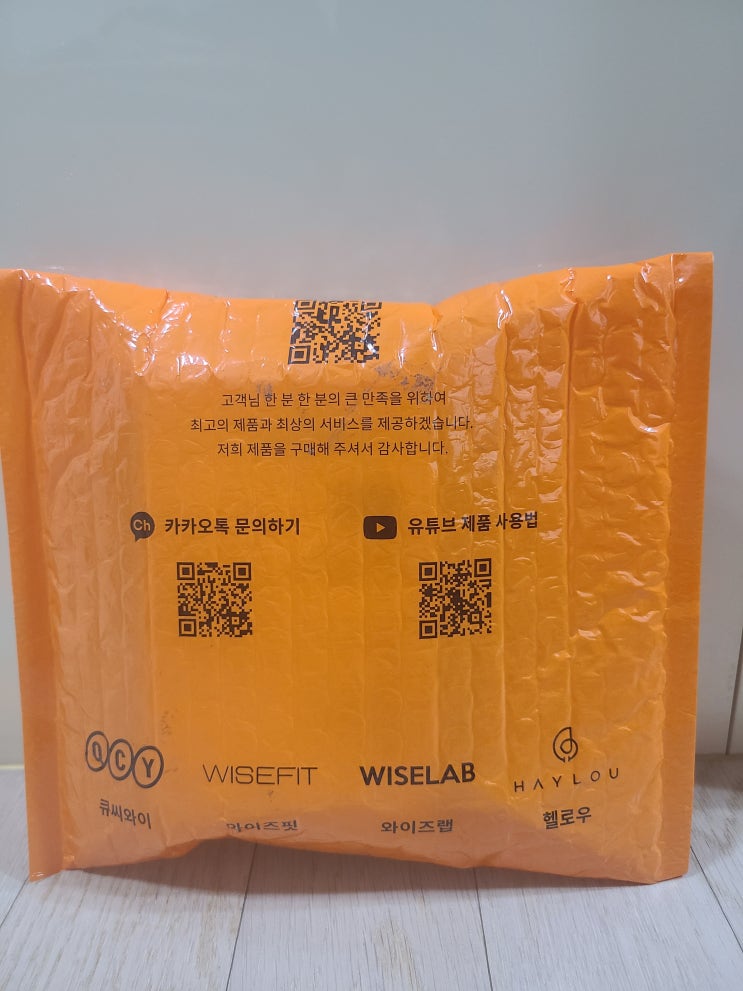 고객님 한 분 한 분의 큰 만족을 위하여
최고의 제품과 최상의 서비스를 제공하겠습니다.
저희 제품을 구매해 주셔서 감사합니다.
Ch 카카오톡 문의하기
유튜브 제품 사용법
QCY
WISEFIT
WISELAB
HAYLOU
큐씨와이
와이즈핏
와이즈랩
헬로우